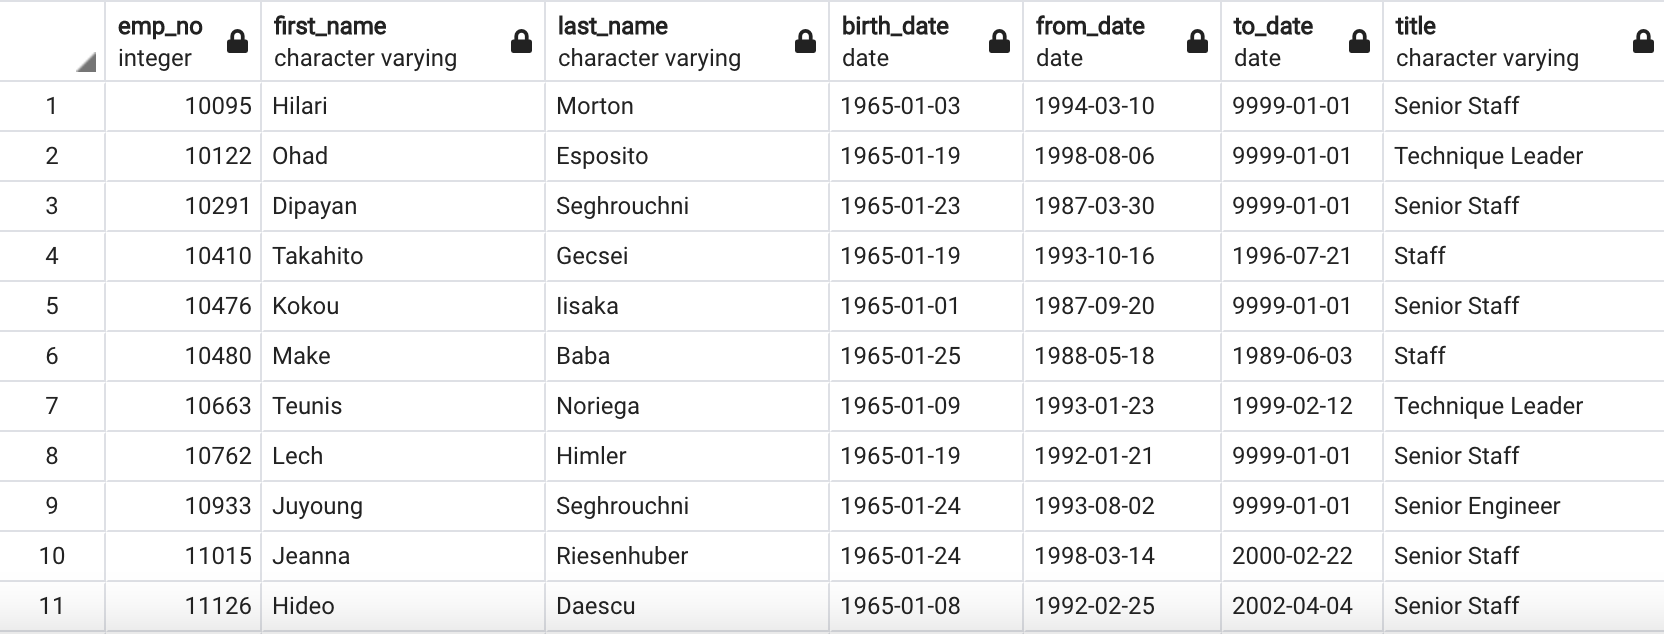 emp_no first_name last_name birth_date from_date to_date title
integer character varying character varying date date date character varying
1 10095 Hilari Morton 1965-01-03 1994-03-10 9999-01-01 Senior Staff
2 10122 Ohad Esposito 1965-01-19 1998-08-06 9999-01-01 Technique Leader
3 10291 Dipayan Seghrouchni 1965-01-23 1987-03-30 9999-01-01 Senior Staff
4 10410 Takahito Gecsei 1965-01-19 1993-10-16 1996-07-21 Staff
5 10476 Kokou Iisaka 1965-01-01 1987-09-20 9999-01-01 Senior Staff
6 10480 Make Baba 1965-01-25 1988-05-18 1989-06-03 Staff
7 10663 Teunis Noriega 1965-01-09 1993-01-23 1999-02-12 Technique Leader
8 10762 Lech Himler 1965-01-19 1992-01-21 9999-01-01 Senior Staff
9 10933 Juyoung Seghrouchni 1965-01-24 1993-08-02 9999-01-01 Senior Engineer
10 11015 Jeanna Riesenhuber 1965-01-24 1998-03-14 2000-02-22 Senior Staff
11 11126 Hideo Daescu 1965-01-08 1992-02-25 2002-04-04 Senior Staff